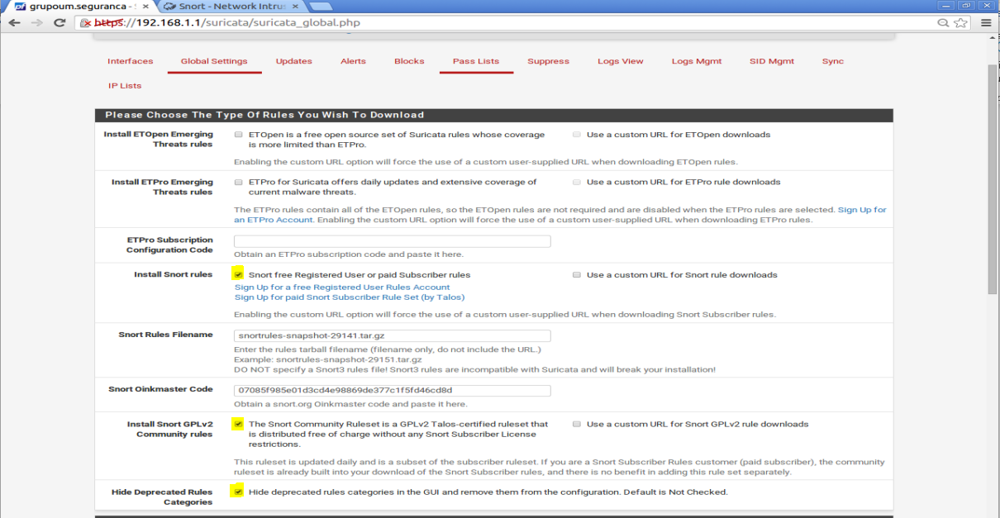 grupoum.seguranca - S
Snort - Network Intrus
https://192.168.1.1/suricata/suricata_global.php
Interfaces Global Settings Updates Alerts Blocks Pass Lists Suppress Logs View Logs Mgmt SID Mgmt Sync
IP Lists
Please Choose The Type Of Rules You Wish To Download
Install ETOpen Emerging Threats rules
ETOpen is a free open source set of Suricata rules whose coverage
is more limited than ETPro.
Use a custom URL for ETOpen downloads
Enabling the custom URL option will force the use of a custom user-supplied URL when downloading ETOpen rules.
Install ETPro Emerging
Threats rules
ETPro for Suricata offers daily updates and extensive coverage of
current malware threats.
Use a custom URL for ETPro rule downloads
The ETPro rules contain all of the ETOpen rules, so the ETOpen rules are not required and are disabled when the ETPro rules are selected. Sign Up for
an ETPro Account. Enabling the custom URL option will force the use of a custom user-supplied URL when downloading ETPro rules.
ETPro Subscription
Configuration Code
Obtain an ETPro subscription code and paste it here.
Install Snort rules
Snort free Registered User or paid Subscriber rules
Use a custom URL for Snort rule downloads
Sign Up for a free Registered User Rules Account
Sign Up for paid Snort Subscriber Rule Set (by Talos)
Enabling the custom URL option will force the use of a custom user-supplied URL when downloading Snort Subscriber rules.
Snort Rules Filename
snortrules-snapshot-29141.tar.gz
Enter the rules tarball filename (filename only, do not include the URL.)
Example: snortrules-snapshot-29151.tar.gz
DO NOT specify a Snort3 rules file! Snort3 rules are incompatible with Suricata and will break your installation!
Snort Oinkmaster Code
07085f985e01d3cd4e98869de377c1f5fd46cd8d
Obtain a snort.org Oinkmaster code and paste it here.
Install Snort GPLv2
Community rules
The Snort Community Ruleset is a GPLv2 Talos-certified ruleset that
is distributed free of charge without any Snort Subscriber License
restrictions.
Use a custom URL for Snort GPLv2 rule downloads
This ruleset is updated daily and is a subset of the subscriber ruleset. If you are a Snort Subscriber Rules customer (paid subscriber), the community
ruleset is already built into your download of the Snort Subscriber rules, and there is no benefit in adding this rule set separately.
Hide Deprecated Rules
Categories
Hide deprecated rules categories in the GUI and remove them from the configuration. Default is Not Checked.